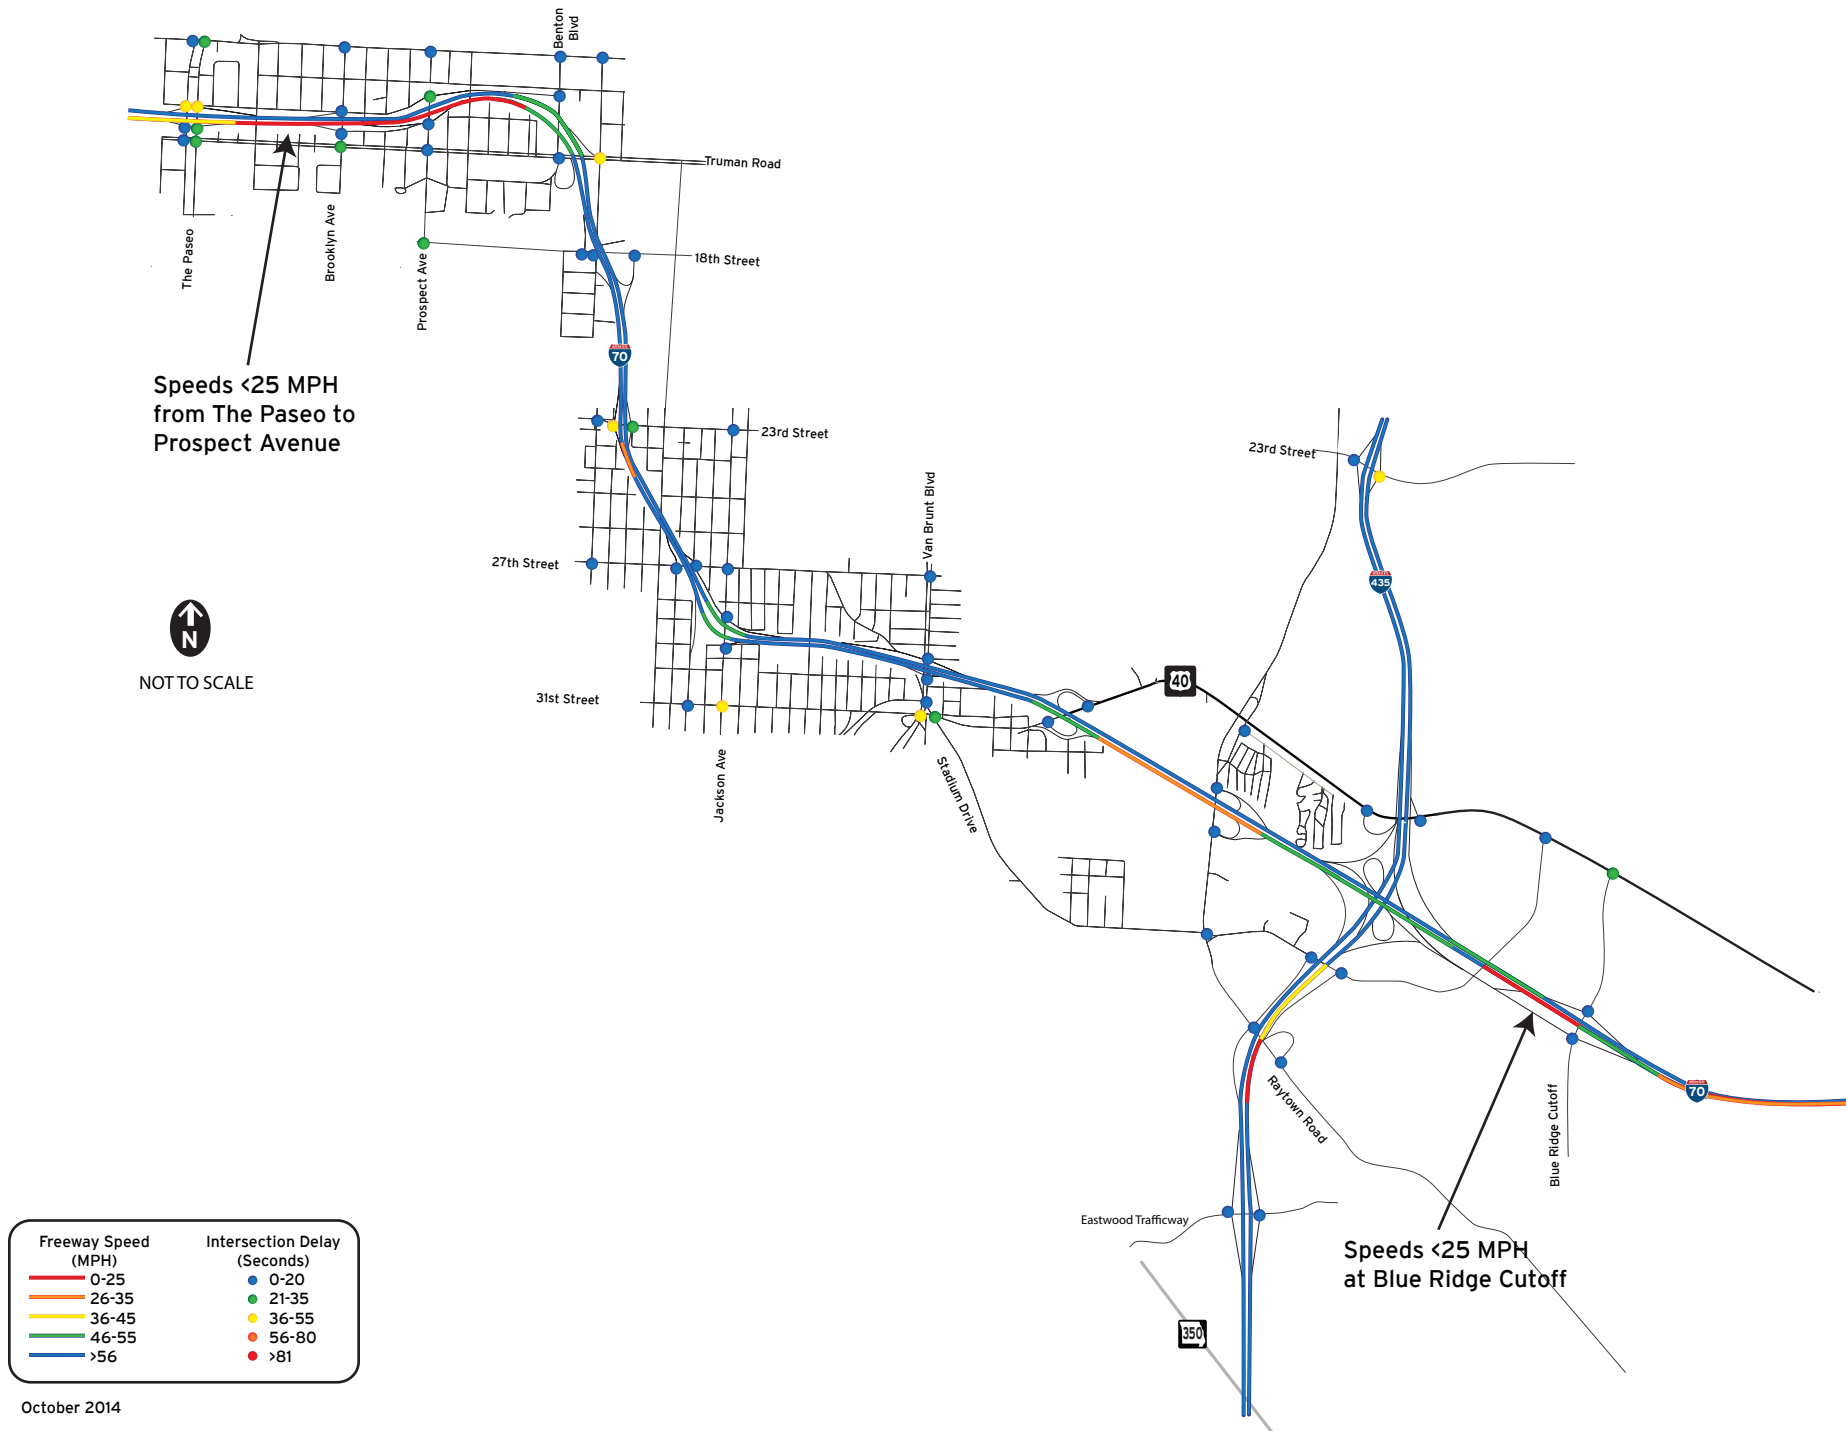 Benton
Blvd
Truman Road
The Paseo
Brooklyn Ave
Prospect Ave
18th Street
70
Speeds <25 MPH
from The Paseo to
Prospect Avenue
23rd Street
23rd Street
Van Brunt Blvd
27th Street
435
N
NOT TO SCALE
40
31st Street
Jackson Ave
Stadium Drive
70
Raytown Road
Blue Ridge Cutoff
Eastwood Trafficway
Speeds <25 MPH
at Blue Ridge Cutoff
350
Freeway Speed
(MPH)
0-25
26-35
36-45
46-55
>56
Intersection Delay
(Seconds)
0-20
21-35
36-55
56-80
>81
October 2014